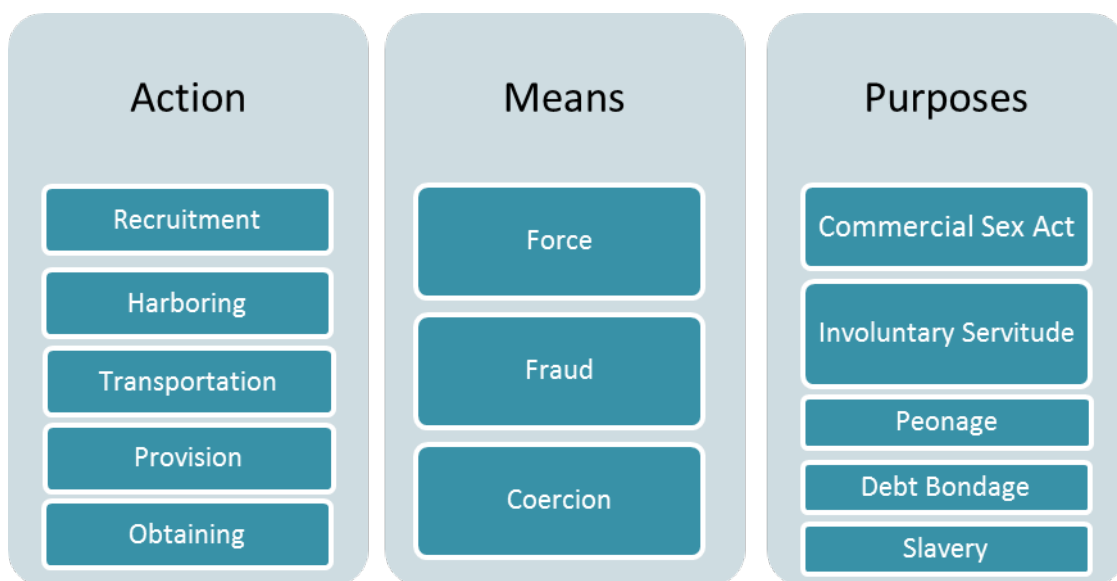 Action
Recruitment
Harboring
Transportation
Provision
Obtaining
Means
Force
Fraud
Coercion
Purposes
Commercial Sex Act
Involuntary Servitude
Peonage
Debt Bondage
Slavery